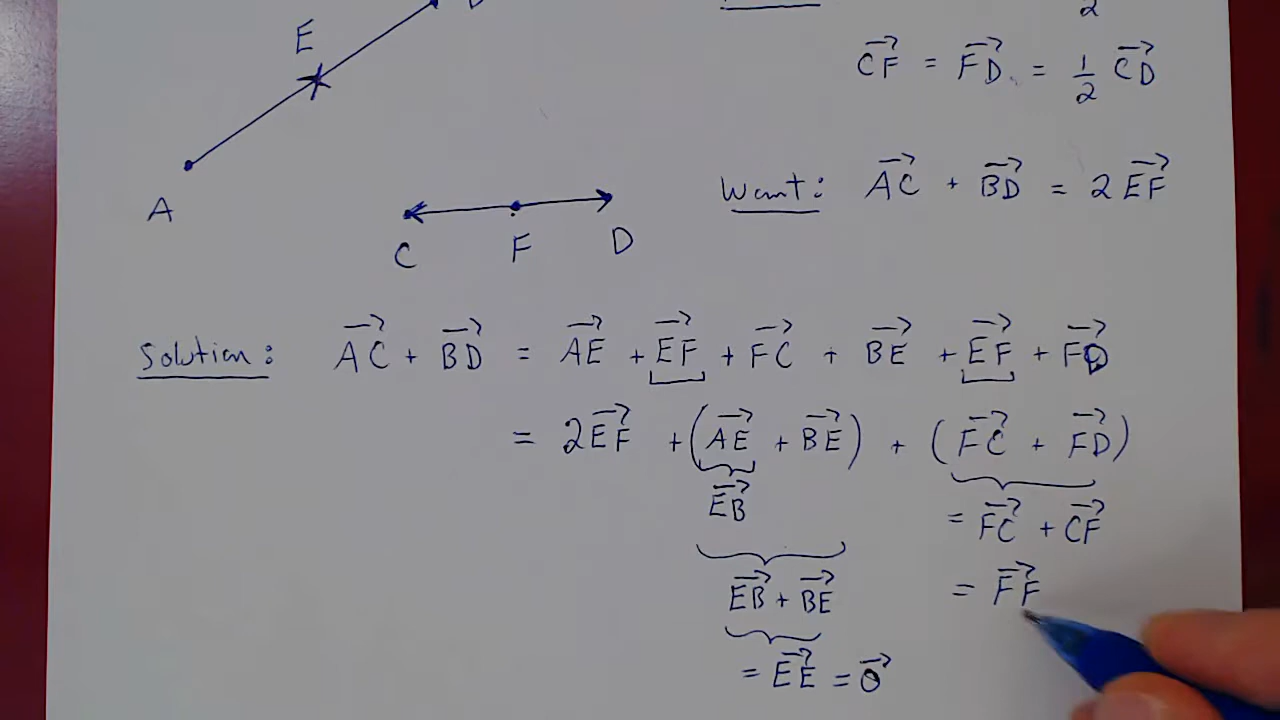 E
2
CF→ = FD→ = 1/2 CD→
A
Want: AC→ + BD→ = 2 EF→
C F D
Solution: AC→ + BD→ = AE→ + EF→ + FC→ + BE→ + EF→ + FD→
= 2EF→ + (AE→ + BE→) + (FC→ + FD→)
EB→
= FC→ + CF→
EB→ + BE→
= FF→
= EE→ = 0→